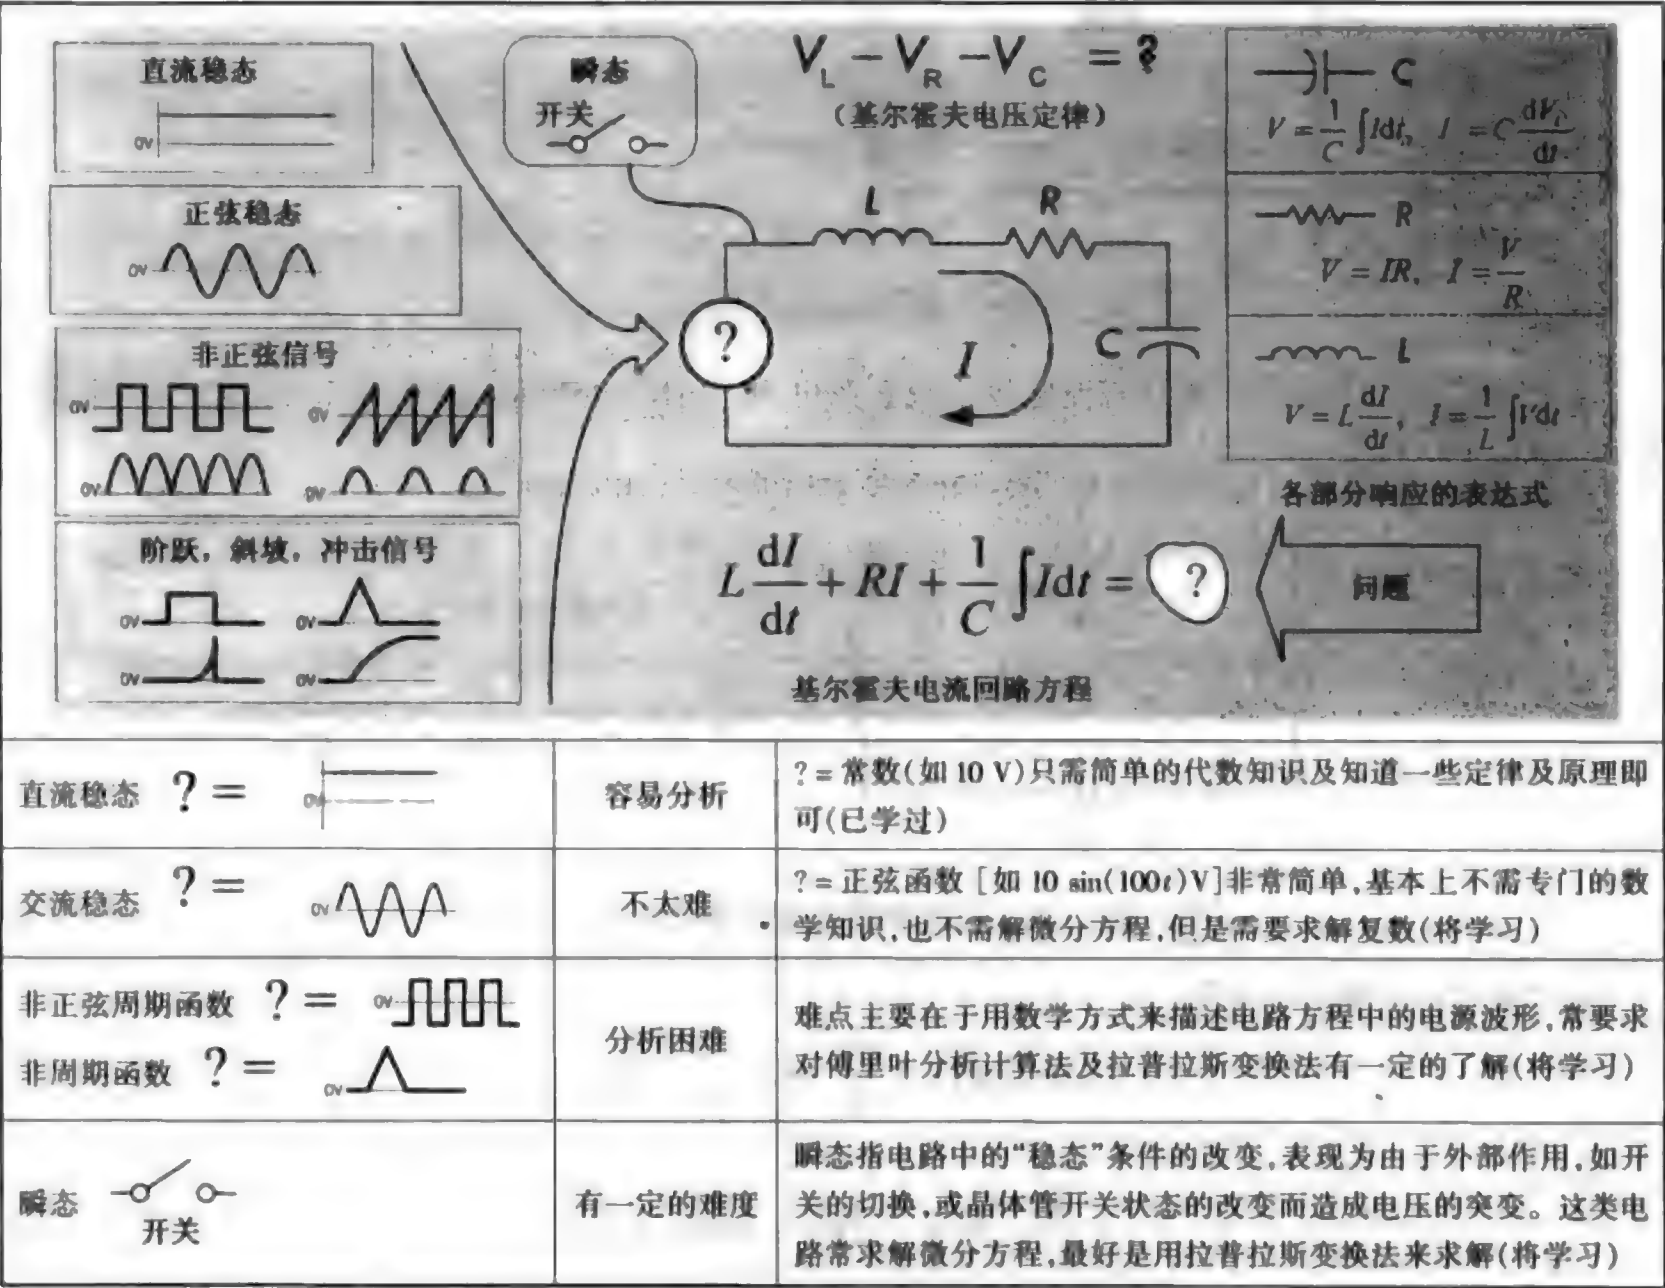 直流稳态
0V
正弦稳态
0V
非正弦信号
0V
0V
0V
0V
阶跃，斜坡，冲击信号
0V
0V
0V
0V
瞬态
开关
V_L − V_R − V_C = ?
（基尔霍夫电压定律）
L
R
?
I
C
L dI/dt + RI + 1/C ∫Idt = ?
基尔霍夫电流回路方程
C
V = 1/C ∫Idt, I = C dV_C/dt
R
V = IR, I = V/R
L
V = L dI/dt, I = 1/L ∫Vdt
各部分响应的表达式
问题
直流稳态 ? =
0V
容易分析
? = 常数(如 10 V)只需简单的代数知识及知道一些定律及原理即
可(已学过)
交流稳态 ? =
0V
不太难
? = 正弦函数 [如 10 sin(100t)V]非常简单,基本上不需专门的数
学知识,也不需解微分方程,但是需要求解复数(将学习)
非正弦周期函数 ? =
0V
非周期函数 ? =
0V
分析困难
难点主要在于用数学方式来描述电路方程中的电源波形,常要求
对傅里叶分析计算法及拉普拉斯变换法有一定的了解(将学习)
瞬态
开关
有一定的难度
瞬态指电路中的“稳态”条件的改变,表现为由于外部作用,如开
关的切换,或晶体管开关状态的改变而造成电压的突变。这类电
路常求解微分方程,最好是用拉普拉斯变换法来求解(将学习)